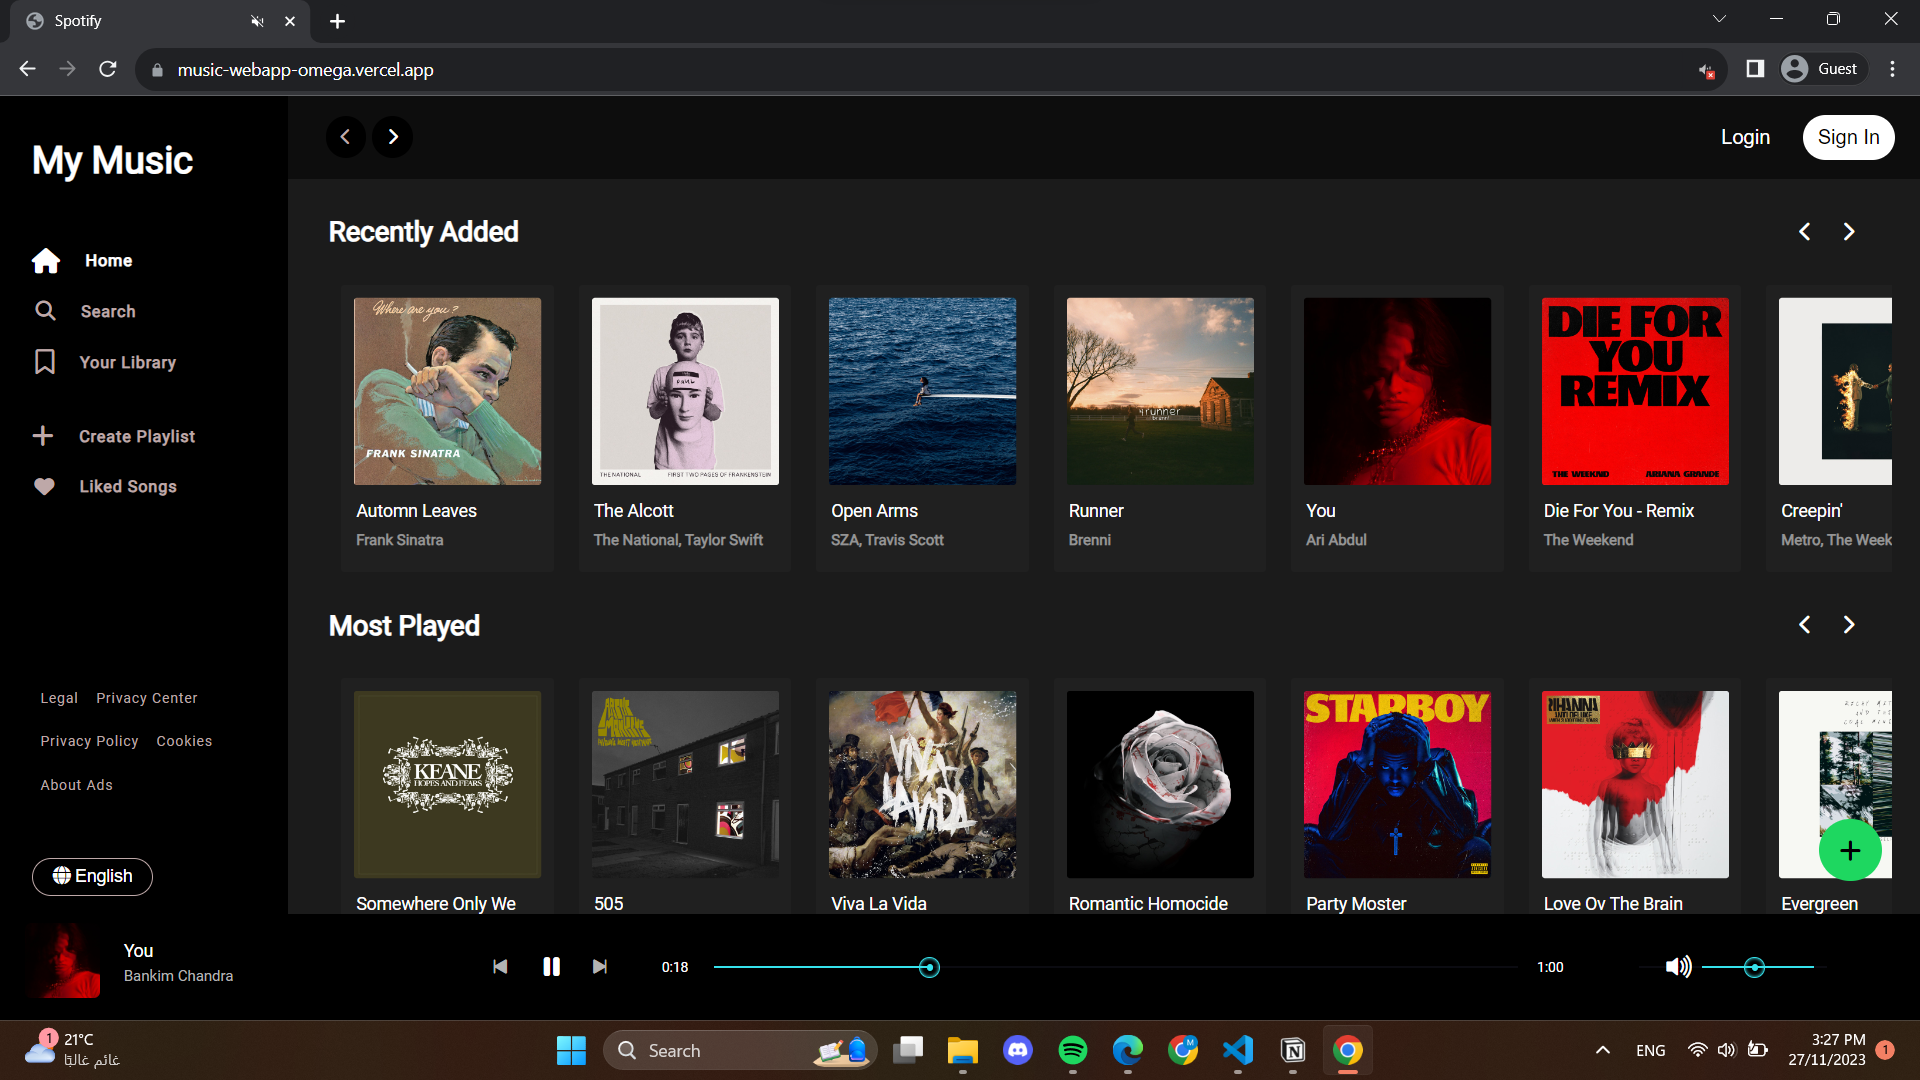 Spotify
music-webapp-omega.vercel.app
Guest
My Music
Home
Search
Your Library
Create Playlist
Liked Songs
Legal Privacy Center
Privacy Policy Cookies
About Ads
English
Login Sign In
Recently Added
Where are you?
FRANK SINATRA
Automn Leaves
Frank Sinatra
THE NATIONAL FIRST TWO PAGES OF FRANKENSTEIN
The Alcott
The National, Taylor Swift
Open Arms
SZA, Travis Scott
4runner
brenni
Runner
Brenni
You
Ari Abdul
DIE FOR
YOU
REMIX
THE WEEKND ARIANA GRANDE
Die For You - Remix
The Weekend
Creepin'
Metro, The Week
Most Played
KEANE
HOPES AND FEARS
Somewhere Only We
ARCTIC
MONKEYS
505
VIVA
LA VIDA
Viva La Vida
Romantic Homocide
STARBOY
Party Moster
RIHANNA
Love Ov The Brain
Evergreen
You
Bankim Chandra
0:18
1:00
1
21°C
غائم غالبًا
Search
M
ENG
3:27 PM
27/11/2023
1